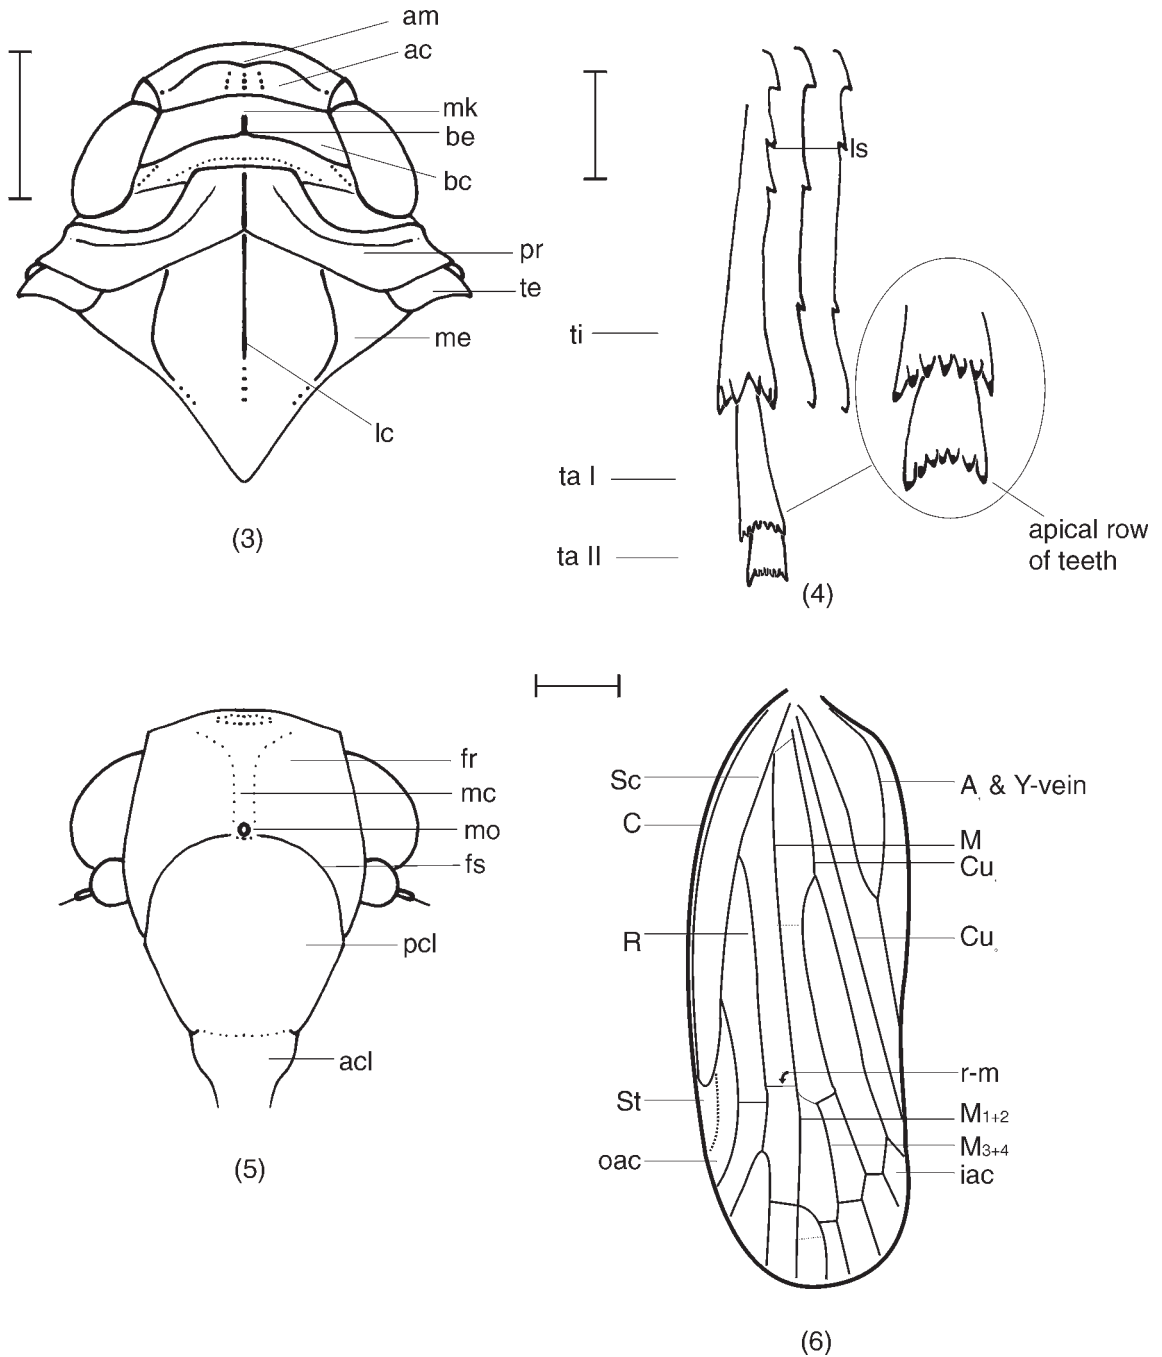 am
ac
mk
be
bc
pr
te
me
lc
(3)
ls
ti
ta I
ta II
apical row
of teeth
(4)
fr
mc
mo
fs
pcl
acl
(5)
Sc
C
R
St
oac
A, & Y-vein
M
Cu
Cu
r-m
M1+2
M3+4
iac
(6)